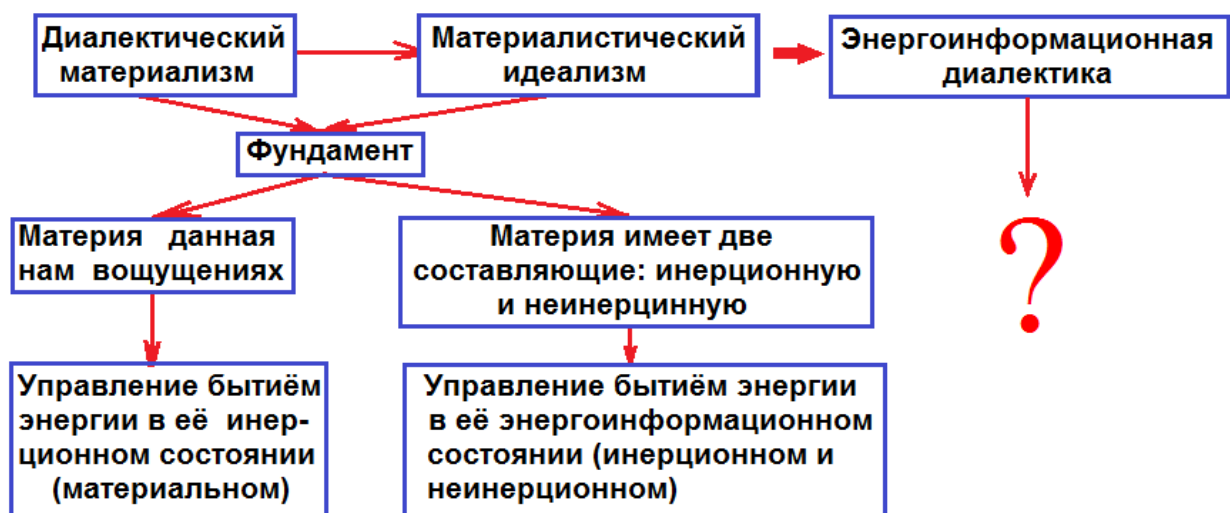 Диалектический
материализм
Материалистический
идеализм
Энергоинформационная
диалектика
Фундамент
Материя данная
нам вощущениях
Материя имеет две
составляющие: инерционную
и неинерцинную
?
Управление бытиём
энергии в её инер-
ционном состоянии
(материальном)
Управление бытиём энергии
в её энергоинформационном
состоянии (инерционном и
неинерционном)